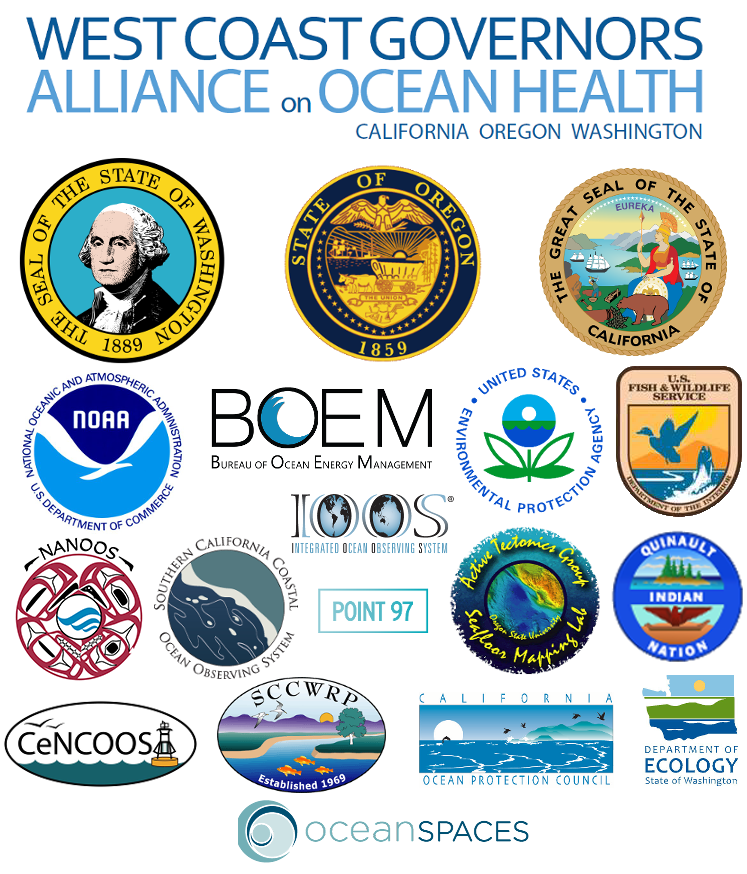 WEST COAST GOVERNORS
ALLIANCE on OCEAN HEALTH
CALIFORNIA OREGON WASHINGTON
THE SEAL OF THE STATE OF WASHINGTON
1889
STATE OF OREGON
THE UNION
1859
THE GREAT SEAL OF THE STATE OF CALIFORNIA
EUREKA
NATIONAL OCEANIC AND ATMOSPHERIC ADMINISTRATION
NOAA
U.S. DEPARTMENT OF COMMERCE
BOEM
BUREAU OF OCEAN ENERGY MANAGEMENT
UNITED STATES
ENVIRONMENTAL PROTECTION AGENCY
U.S.
FISH & WILDLIFE
SERVICE
DEPARTMENT OF THE INTERIOR
IOOS®
INTEGRATED OCEAN OBSERVING SYSTEM
NANOOS
SOUTHERN CALIFORNIA COASTAL
OCEAN OBSERVING SYSTEM
POINT 97
Active Tectonics Group
Oregon State University
Seafloor Mapping Lab
QUINAULT
INDIAN
NATION
CeNCOOS
SCCWRP
Established 1969
CALIFORNIA
OCEAN PROTECTION COUNCIL
DEPARTMENT OF
ECOLOGY
State of Washington
oceanSPACES